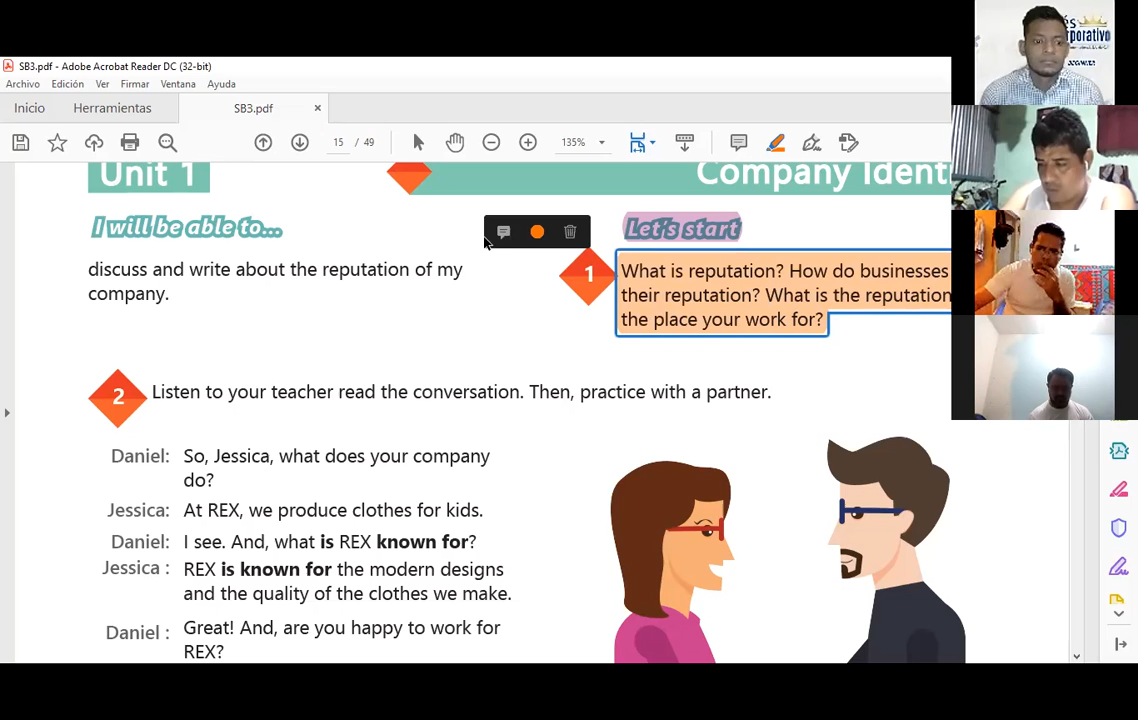 SB3.pdf - Adobe Acrobat Reader DC (32-bit)
Archivo Edición Ver Firmar Ventana Ayuda
Inicio Herramientas SB3.pdf ×
15 / 49 135%
Unit 1
Company Identi
I will be able to...
Let's start
discuss and write about the reputation of my
company.
1
What is reputation? How do businesses
their reputation? What is the reputation
the place your work for?
2 Listen to your teacher read the conversation. Then, practice with a partner.
Daniel: So, Jessica, what does your company
do?
Jessica: At REX, we produce clothes for kids.
Daniel: I see. And, what is REX known for?
Jessica : REX is known for the modern designs
and the quality of the clothes we make.
Daniel : Great! And, are you happy to work for
REX?
és
orporativo